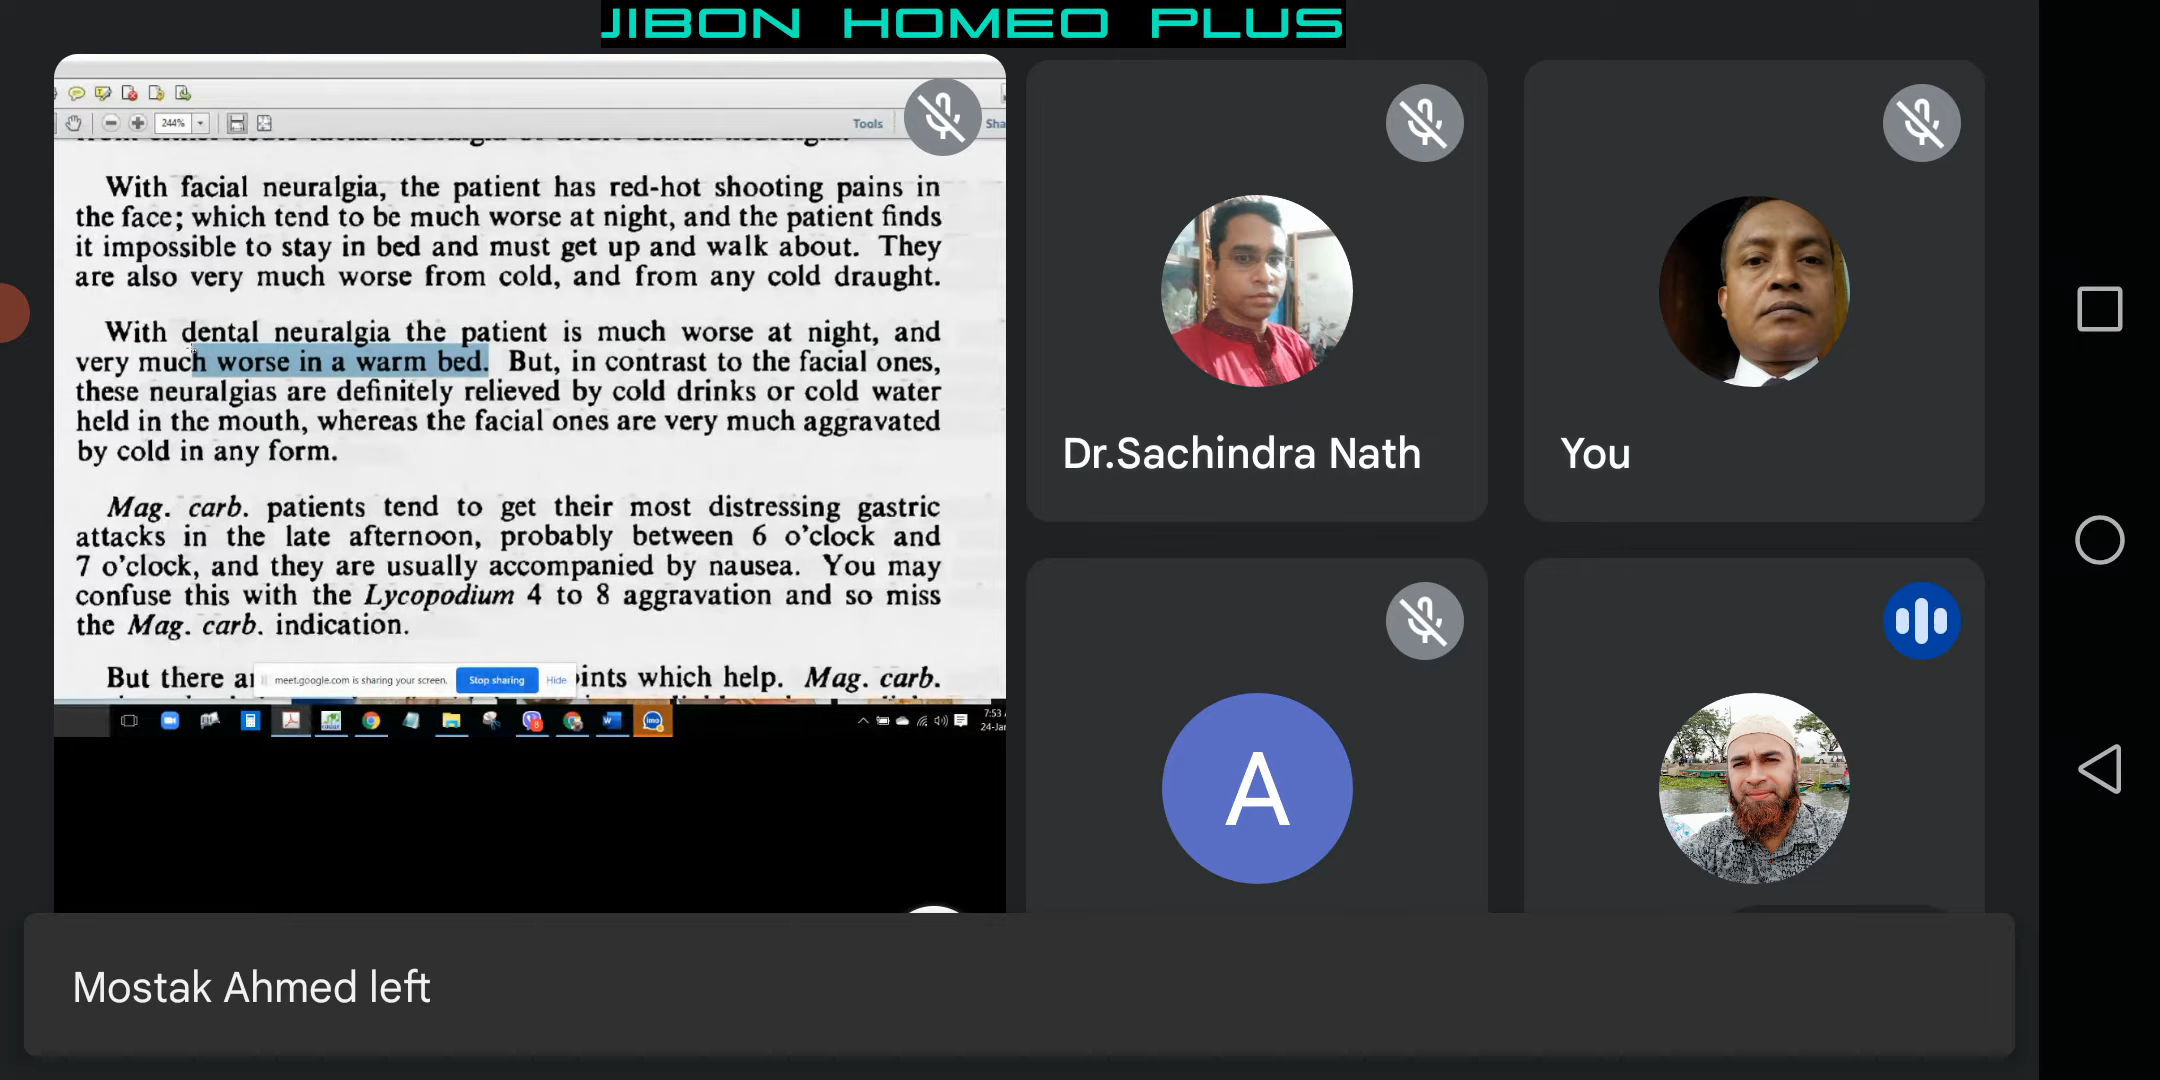 JIBON HOMEO PLUS
244%
Tools
Sha
With facial neuralgia, the patient has red-hot shooting pains in
the face; which tend to be much worse at night, and the patient finds
it impossible to stay in bed and must get up and walk about. They
are also very much worse from cold, and from any cold draught.
With dental neuralgia the patient is much worse at night, and
very much worse in a warm bed. But, in contrast to the facial ones,
these neuralgias are definitely relieved by cold drinks or cold water
held in the mouth, whereas the facial ones are very much aggravated
by cold in any form.
Mag. carb. patients tend to get their most distressing gastric
attacks in the late afternoon, probably between 6 o'clock and
7 o'clock, and they are usually accompanied by nausea. You may
confuse this with the Lycopodium 4 to 8 aggravation and so miss
the Mag. carb. indication.
But there ar
ints which help. Mag. carb.
meet.google.com is sharing your screen.
Stop sharing
Hide
7:53
24-Jan
Dr.Sachindra Nath
You
A
Mostak Ahmed left